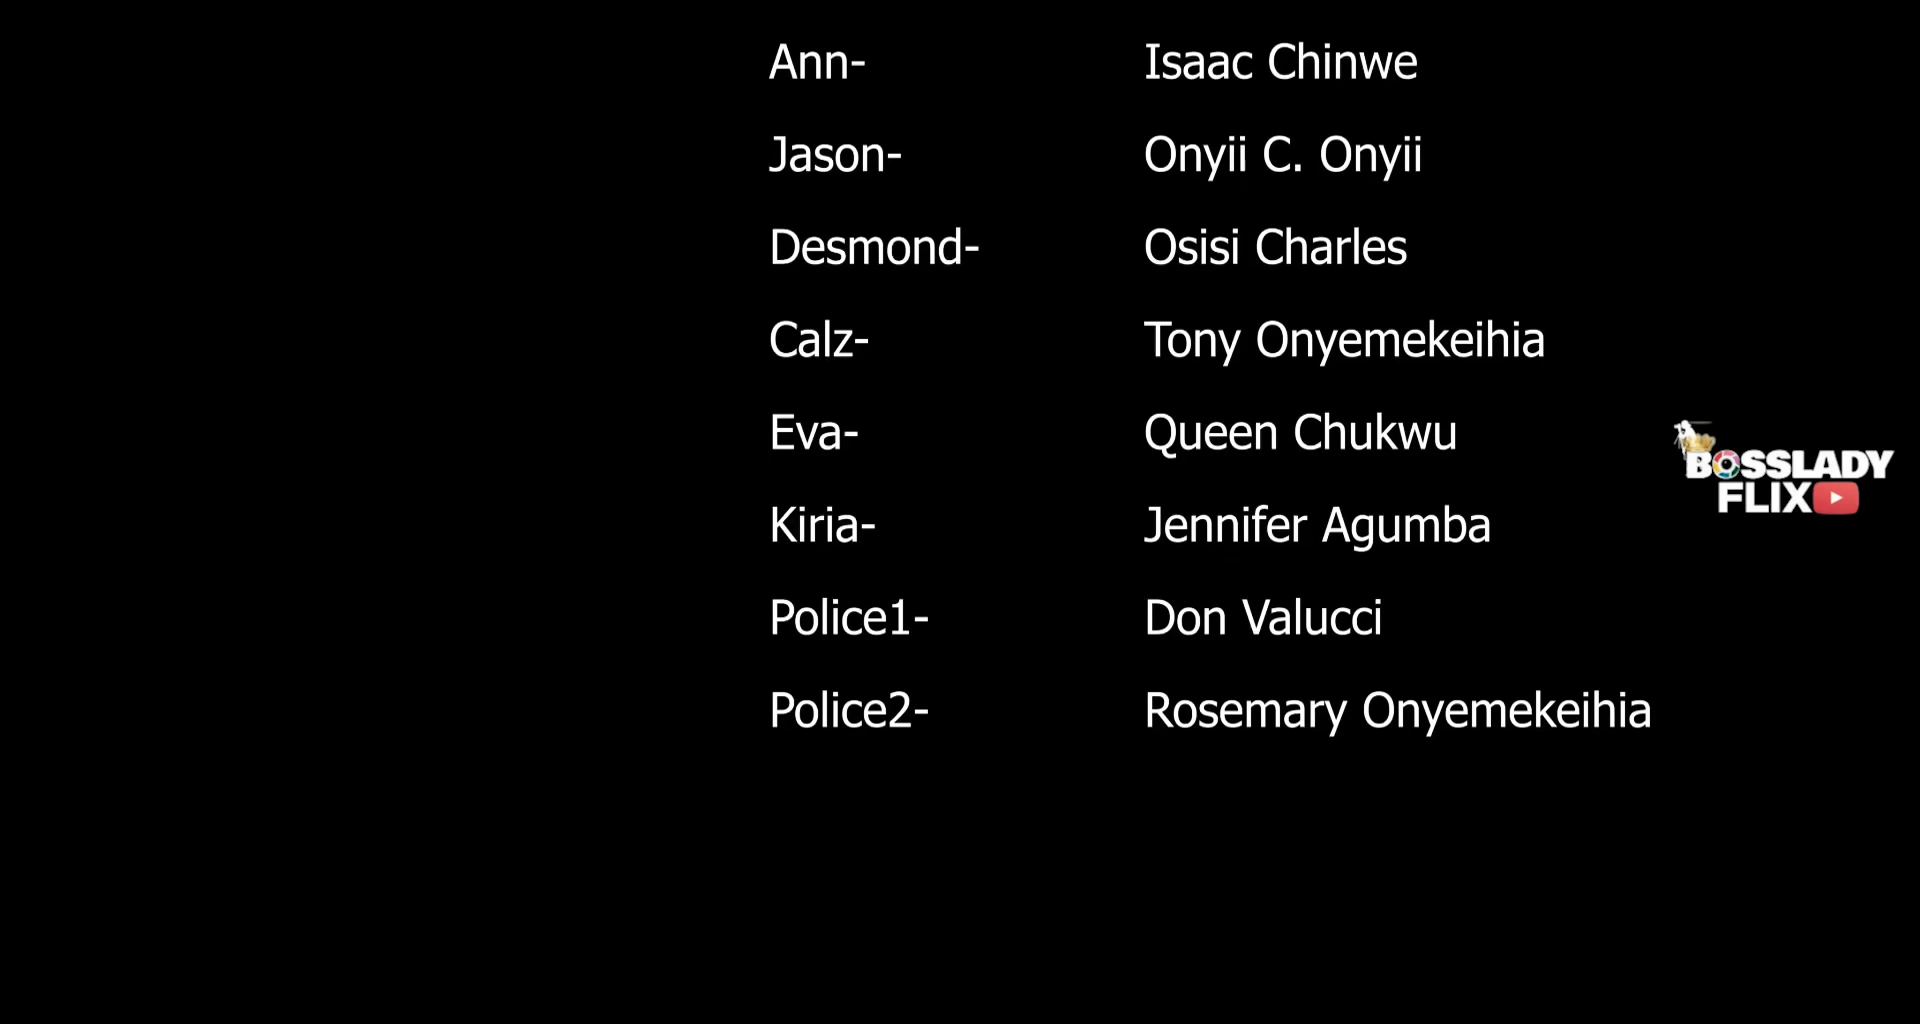 Ann- Isaac Chinwe
Jason- Onyii C. Onyii
Desmond- Osisi Charles
Calz- Tony Onyemekeihia
Eva- Queen Chukwu
Kiria- Jennifer Agumba
Police1- Don Valucci
Police2- Rosemary Onyemekeihia
BOSSLADY
FLIX